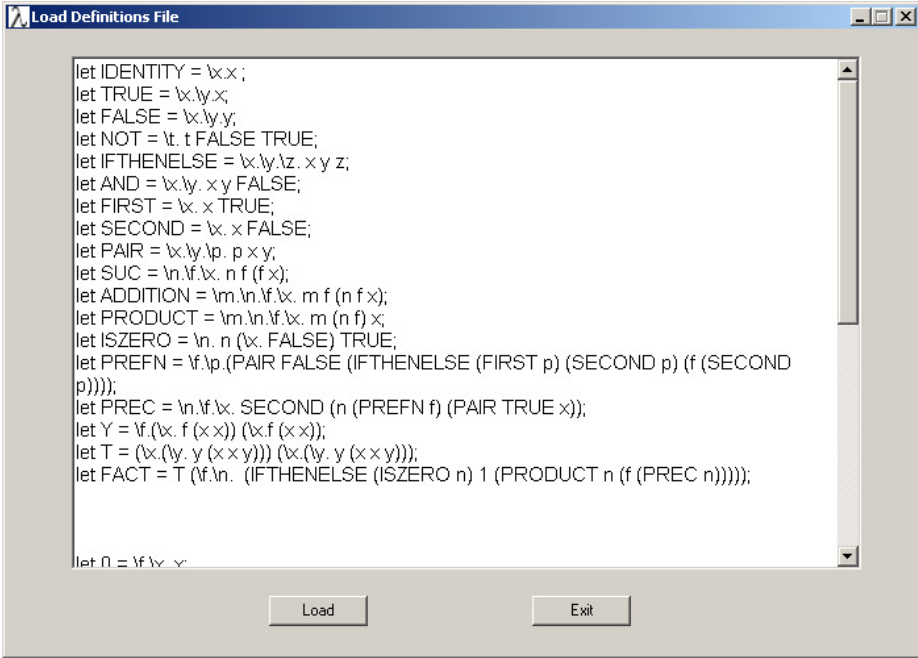 Load Definitions File
let IDENTITY = \x.x ;
let TRUE = \x.\y.x;
let FALSE = \x.\y.y;
let NOT = \t. t FALSE TRUE;
let IFTHENELSE = \x.\y.\z. x y z;
let AND = \x.\y. x y FALSE;
let FIRST = \x. x TRUE;
let SECOND = \x. x FALSE;
let PAIR = \x.\y.\p. p x y;
let SUC = \n.\f.\x. n f (f x);
let ADDITION = \m.\n.\f.\x. m f (n f x);
let PRODUCT = \m.\n.\f.\x. m (n f) x;
let ISZERO = \n. n (\x. FALSE) TRUE;
let PREFN = \f.\p.(PAIR FALSE (IFTHENELSE (FIRST p) (SECOND p) (f (SECOND
p))));
let PREC = \n.\f.\x. SECOND (n (PREFN f) (PAIR TRUE x));
let Y = \f.(\x. f (x x)) (\x.f (x x));
let T = (\x.(\y. y (x x y))) (\x.(\y. y (x x y)));
let FACT = T (\f.\n.  (IFTHENELSE (ISZERO n) 1 (PRODUCT n (f (PREC n)))));
let 0 = \f.\x. x;
Load
Exit